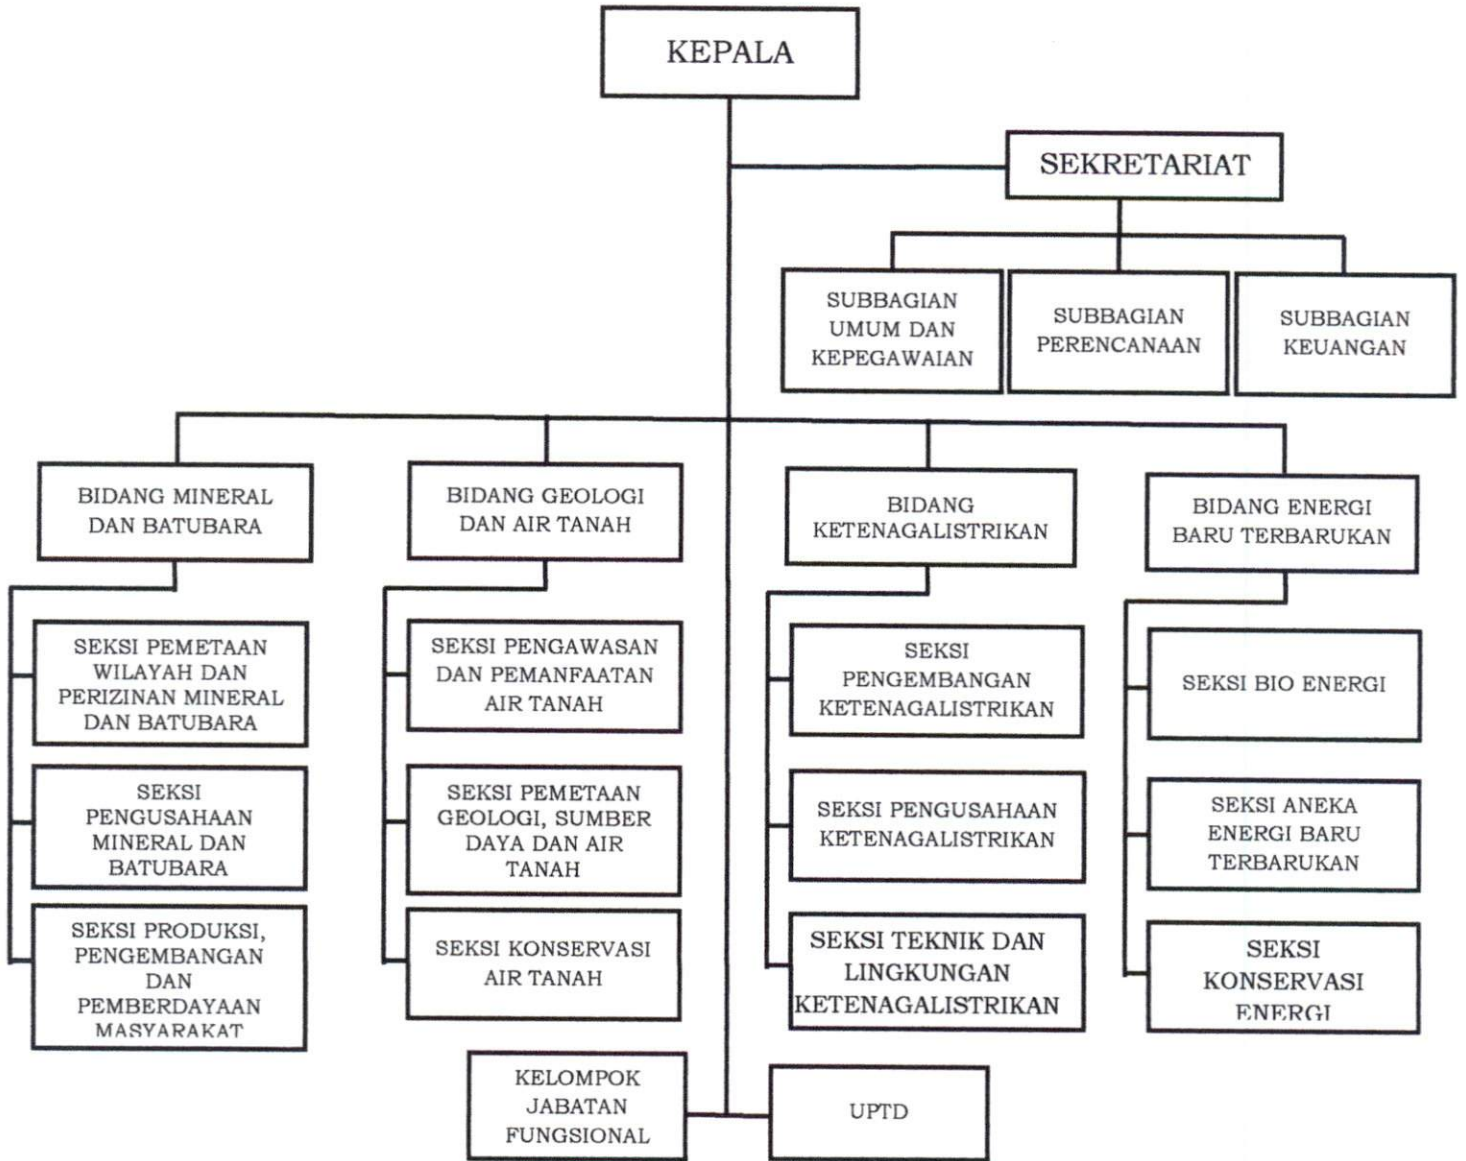 KEPALA
SEKRETARIAT
SUBBAGIAN
UMUM DAN
KEPEGAWAIAN
SUBBAGIAN
PERENCANAAN
SUBBAGIAN
KEUANGAN
BIDANG MINERAL
DAN BATUBARA
BIDANG GEOLOGI
DAN AIR TANAH
BIDANG
KETENAGALISTRIKAN
BIDANG ENERGI
BARU TERBARUKAN
SEKSI PEMETAAN
WILAYAH DAN
PERIZINAN MINERAL
DAN BATUBARA
SEKSI PENGAWASAN
DAN PEMANFAATAN
AIR TANAH
SEKSI
PENGEMBANGAN
KETENAGALISTRIKAN
SEKSI BIO ENERGI
SEKSI
PENGUSAHAAN
MINERAL DAN
BATUBARA
SEKSI PEMETAAN
GEOLOGI, SUMBER
DAYA DAN AIR
TANAH
SEKSI PENGUSAHAAN
KETENAGALISTRIKAN
SEKSI ANEKA
ENERGI BARU
TERBARUKAN
SEKSI PRODUKSI,
PENGEMBANGAN
DAN
PEMBERDAYAAN
MASYARAKAT
SEKSI KONSERVASI
AIR TANAH
SEKSI TEKNIK DAN
LINGKUNGAN
KETENAGALISTRIKAN
SEKSI
KONSERVASI
ENERGI
KELOMPOK
JABATAN
FUNGSIONAL
UPTD